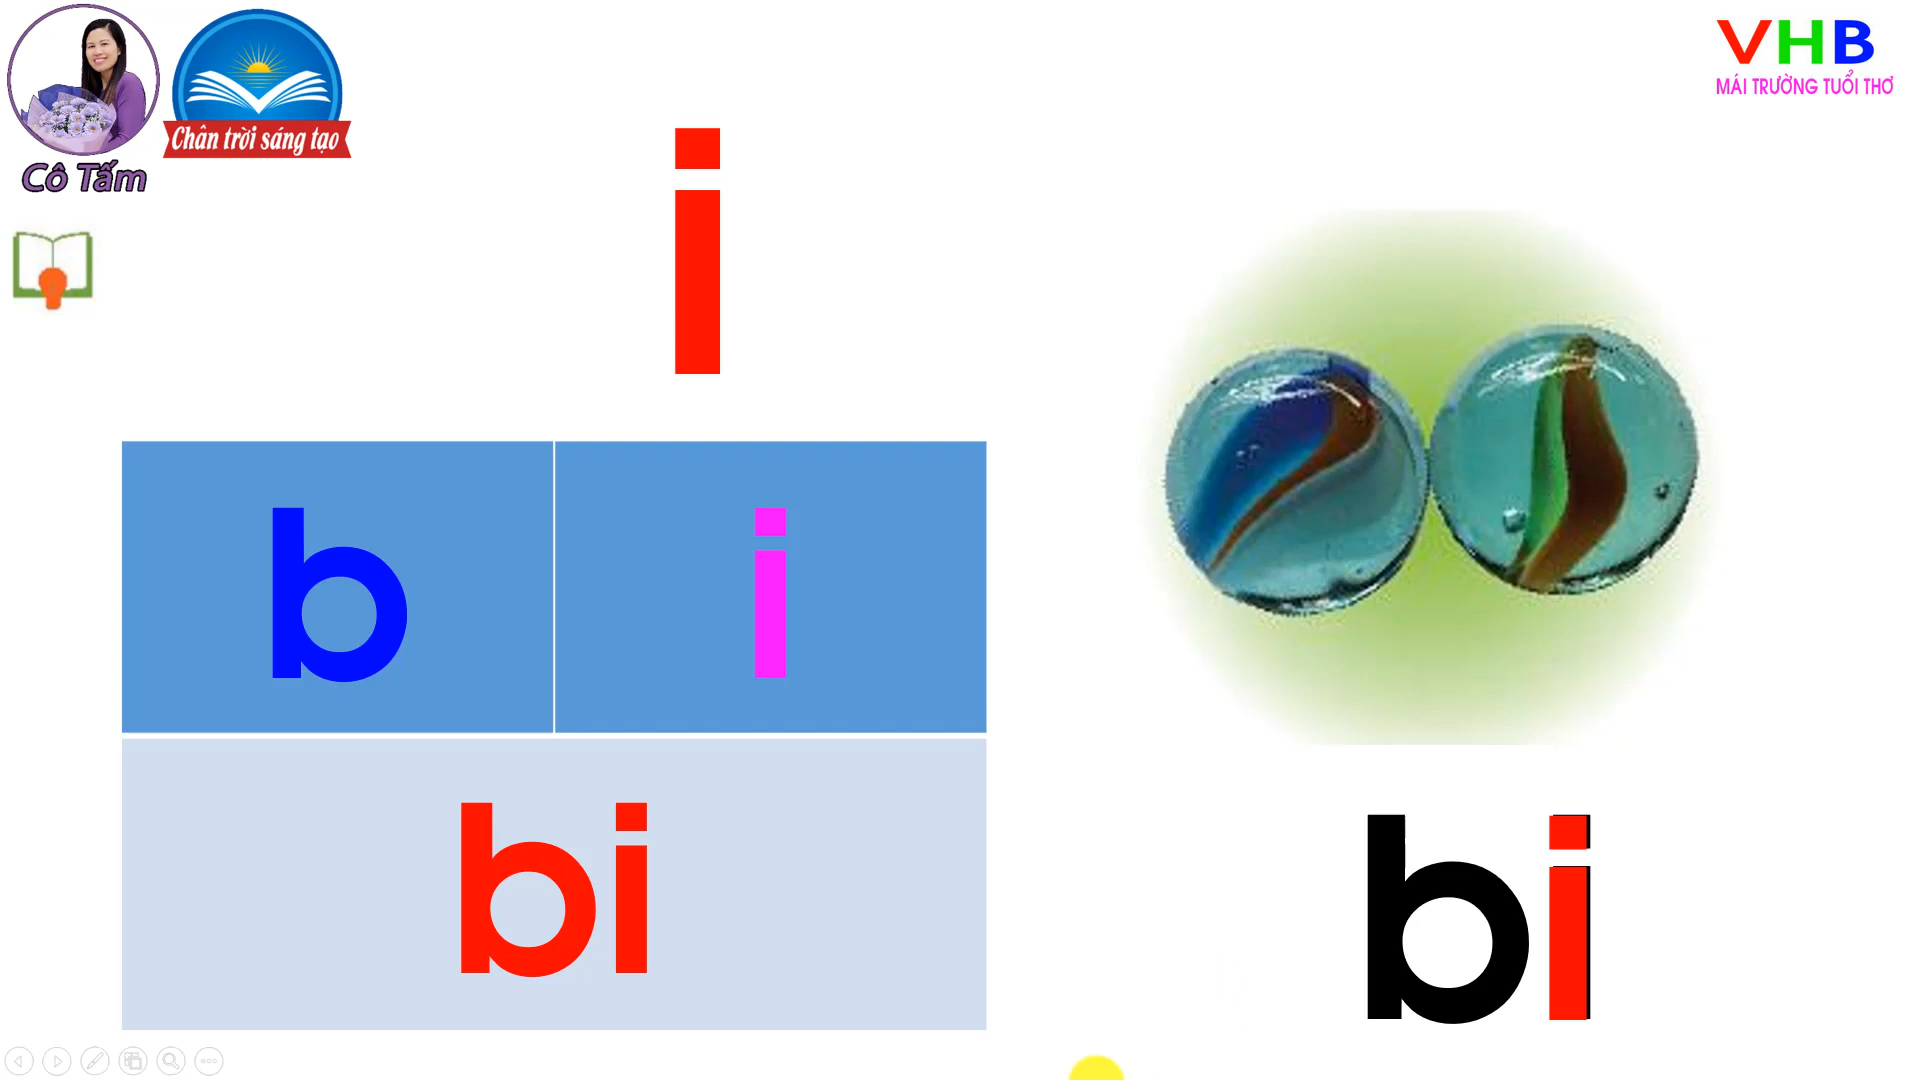 Cô Tấm
Chân trời sáng tạo
VHB
MÁI TRƯỜNG TUỔI THƠ
i
b i
bi
bi